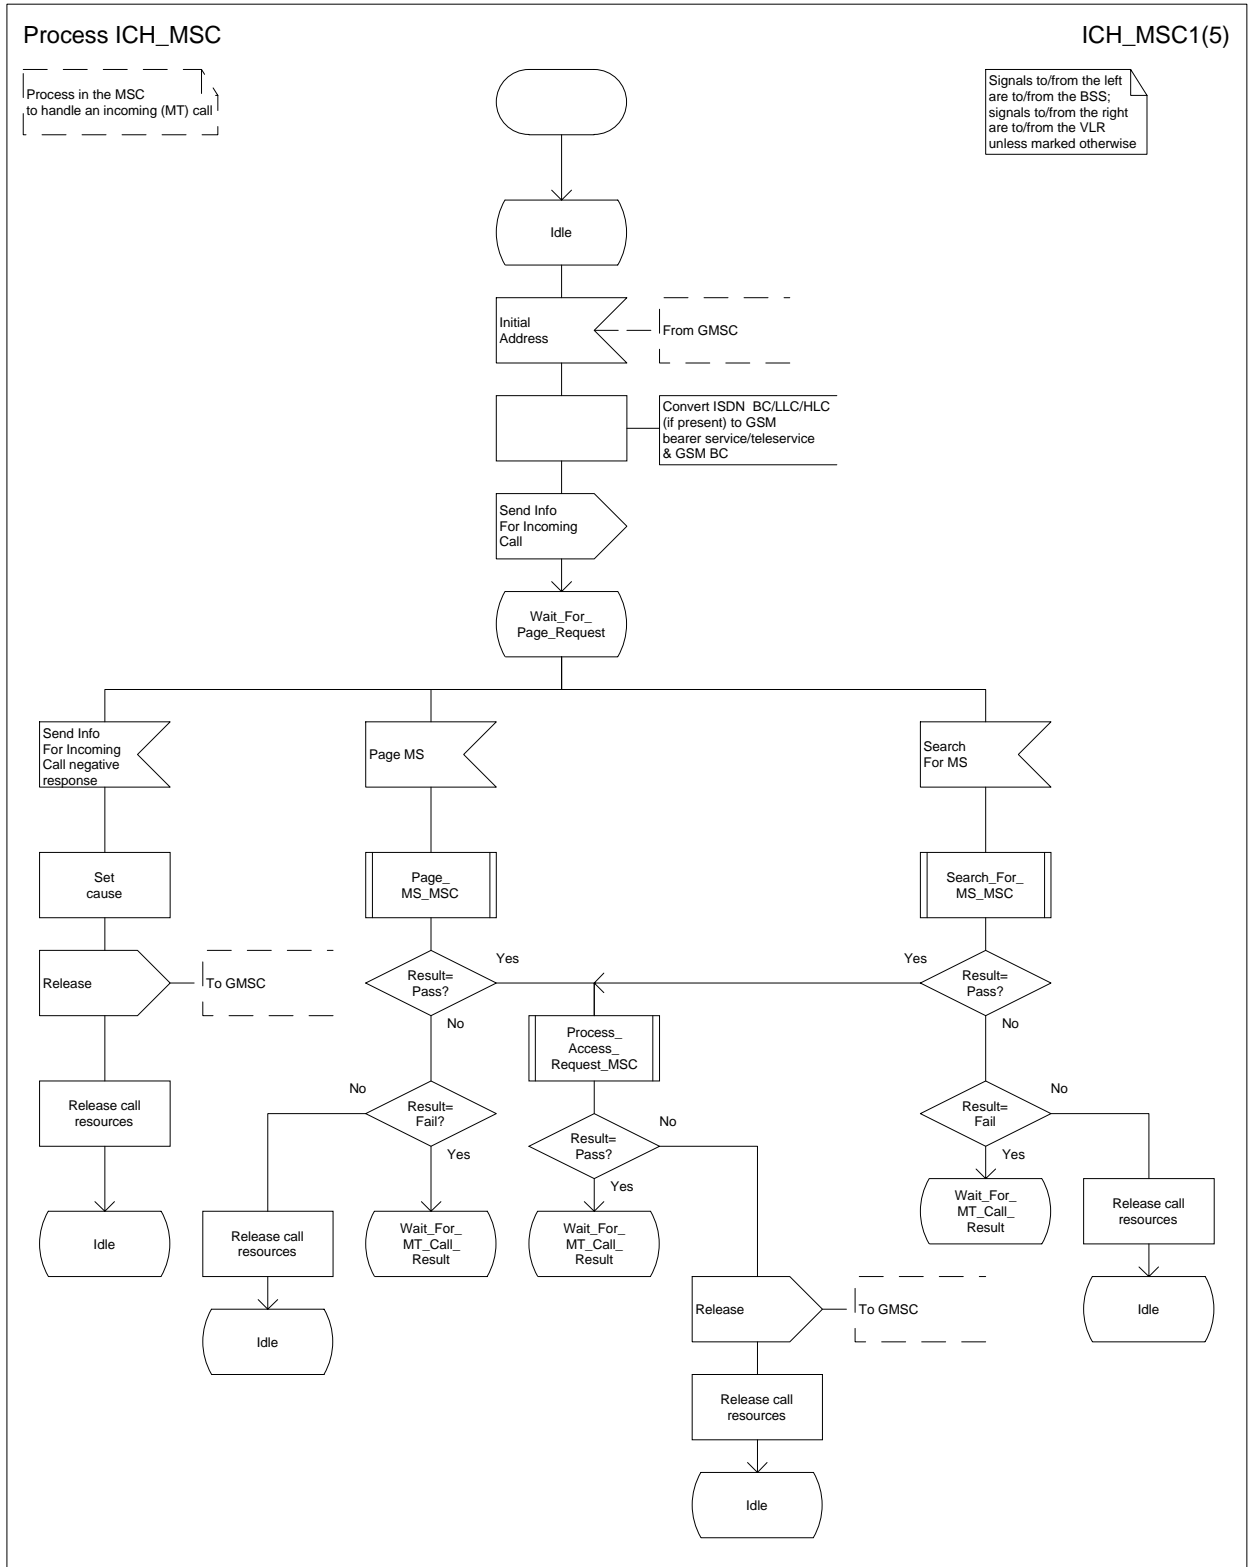 Process ICH_MSC
ICH_MSC1(5)
Process in the MSC
to handle an incoming (MT) call
Signals to/from the left
are to/from the BSS;
signals to/from the right
are to/from the VLR
unless marked otherwise
Idle
Initial
Address
From GMSC
Convert ISDN BC/LLC/HLC
(if present) to GSM
bearer service/teleservice
& GSM BC
Send Info
For Incoming
Call
Wait_For_
Page_Request
Send Info
For Incoming
Call negative
response
Page MS
Search
For MS
Set
cause
Page_
MS_MSC
Search_For_
MS_MSC
Release
To GMSC
Result=
Pass?
Yes
No
Yes
Result=
Pass?
No
Process_
Access_
Request_MSC
Release call
resources
No
Result=
Fail?
Yes
Result=
Pass?
No
Yes
Result=
Fail
No
Yes
Idle
Release call
resources
Wait_For_
MT_Call_
Result
Wait_For_
MT_Call_
Result
Wait_For_
MT_Call_
Result
Release call
resources
Idle
Release
To GMSC
Idle
Release call
resources
Idle